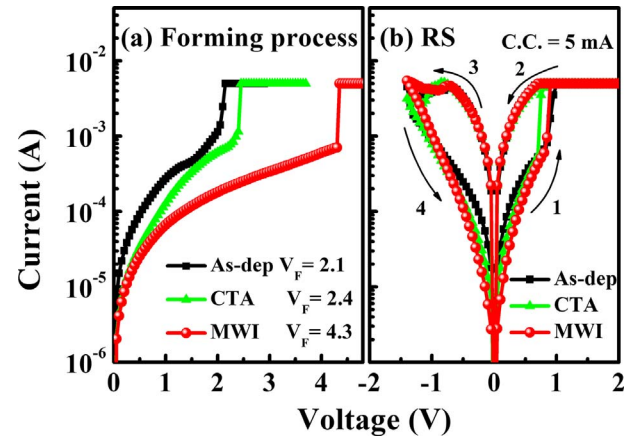 (a) Forming process
(b) RS
C.C. = 5 mA
Current (A)
10⁻²
10⁻³
10⁻⁴
10⁻⁵
10⁻⁶
3
2
4
1
As-dep V_F= 2.1
CTA V_F= 2.4
MWI V_F= 4.3
As-dep
CTA
MWI
0 1 2 3 4 -2 -1 0 1 2
Voltage (V)